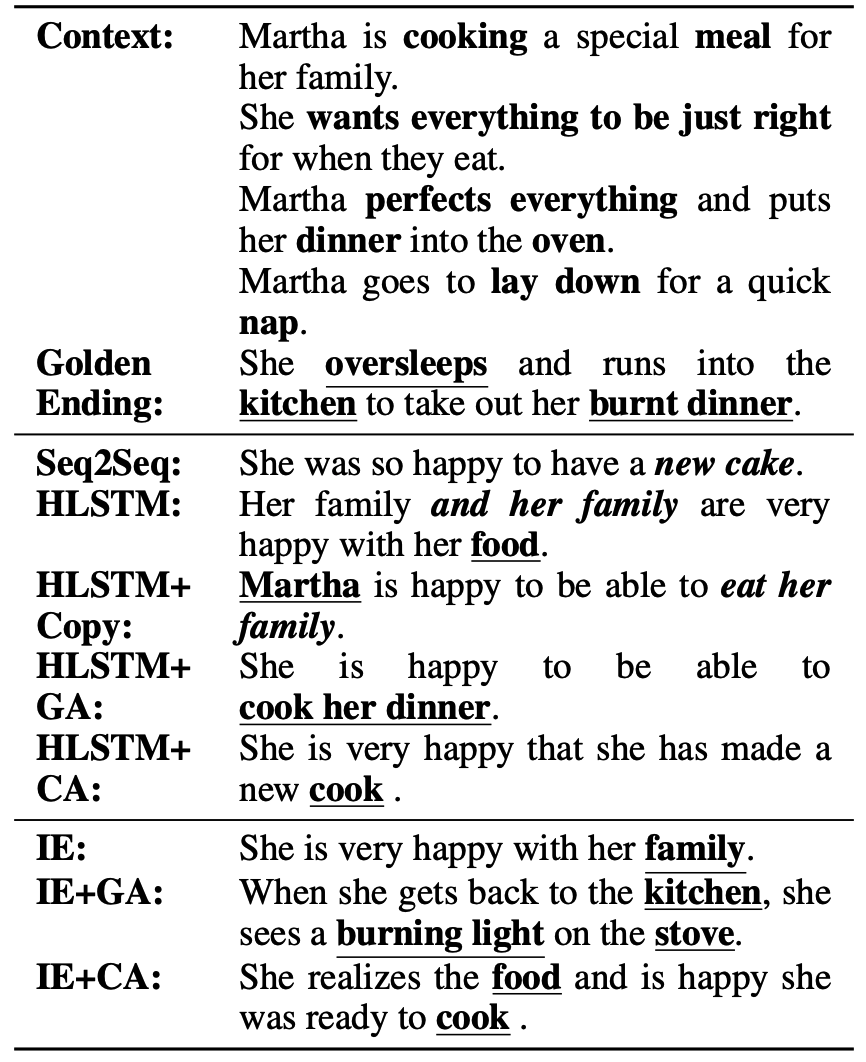 Context: Martha is cooking a special meal for
her family.
She wants everything to be just right
for when they eat.
Martha perfects everything and puts
her dinner into the oven.
Martha goes to lay down for a quick
nap.
Golden She oversleeps and runs into the
Ending: kitchen to take out her burnt dinner.
Seq2Seq: She was so happy to have a new cake.
HLSTM: Her family and her family are very
happy with her food.
HLSTM+ Martha is happy to be able to eat her
Copy: family.
HLSTM+ She is happy to be able to
GA: cook her dinner.
HLSTM+ She is very happy that she has made a
CA: new cook .
IE: She is very happy with her family.
IE+GA: When she gets back to the kitchen, she
sees a burning light on the stove.
IE+CA: She realizes the food and is happy she
was ready to cook .